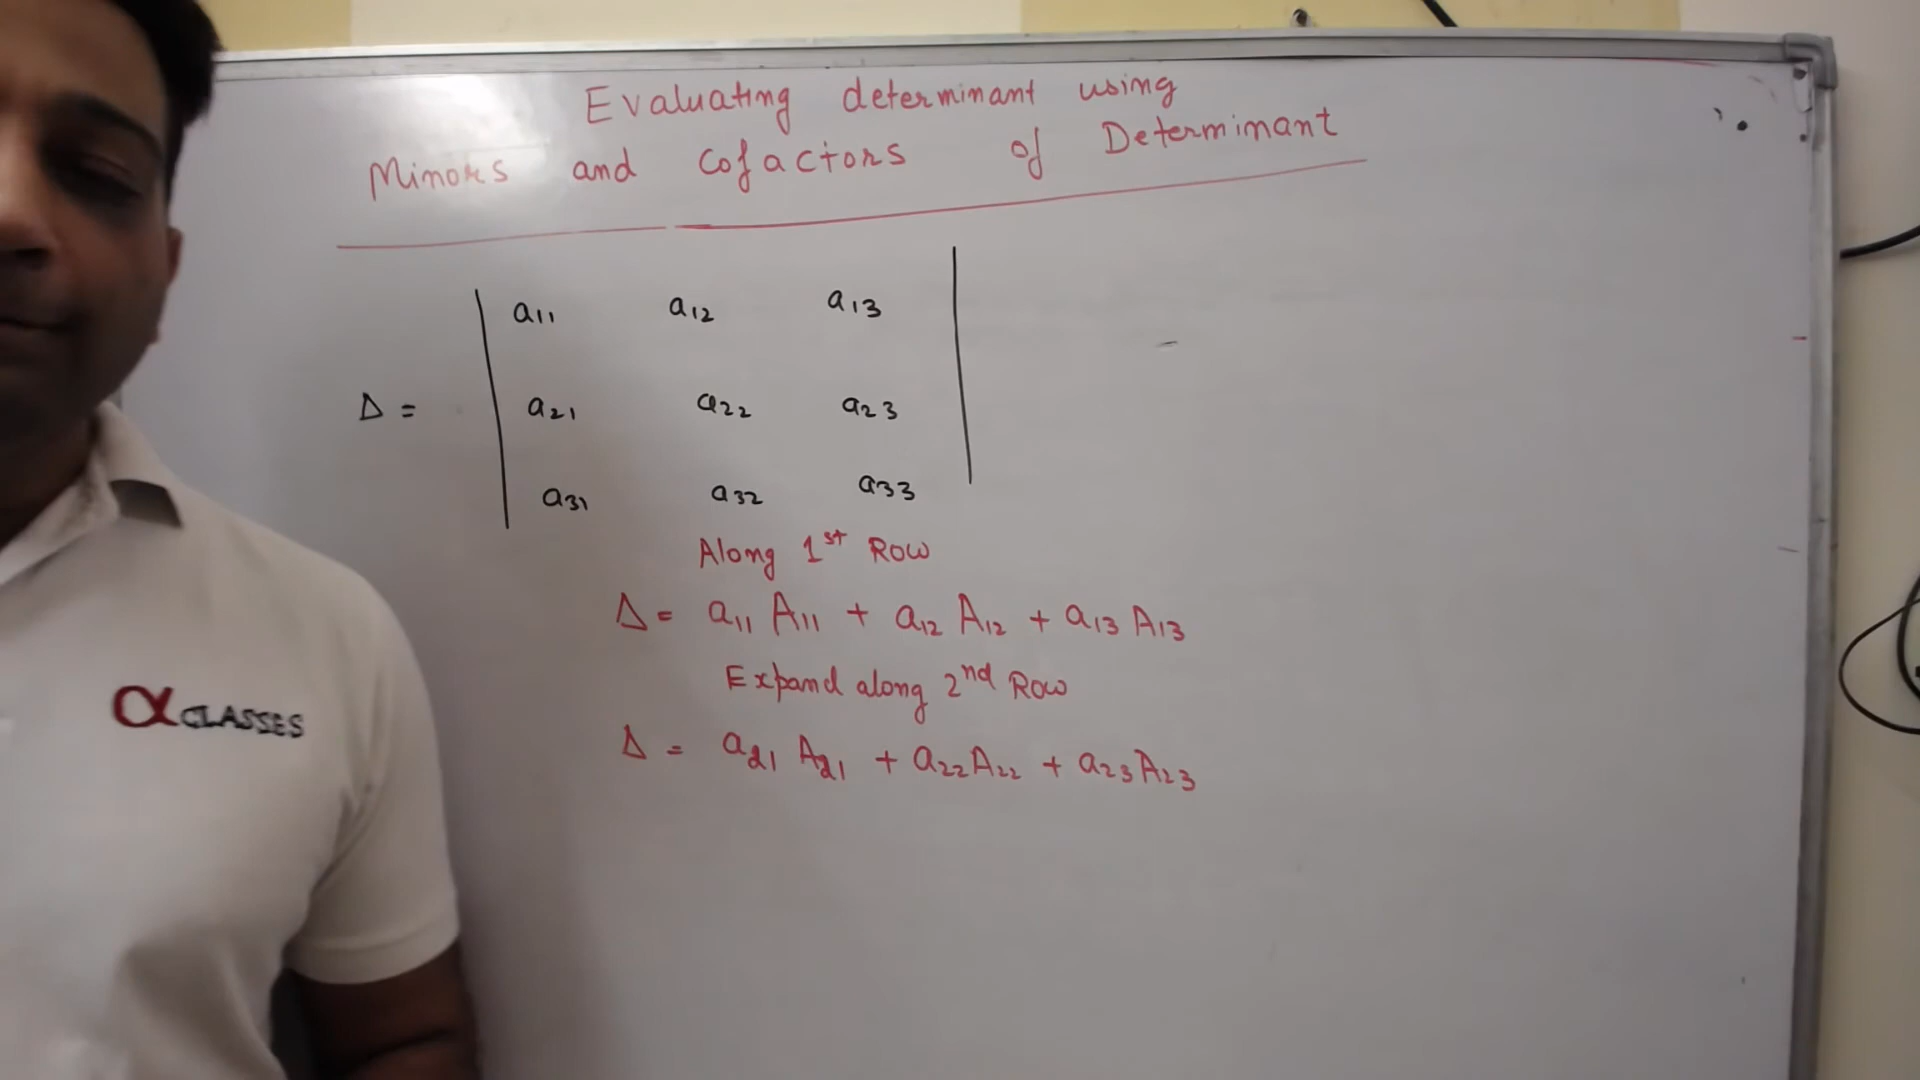 Evaluating determinant using
Minors and Cofactors of Determinant
a11 a12 a13
Δ = a21 a22 a23
a31 a32 a33
Along 1st Row
Δ = a11 A11 + a12 A12 + a13 A13
Expand along 2nd Row
Δ = a21 A21 + a22 A22 + a23 A23
α CLASSES